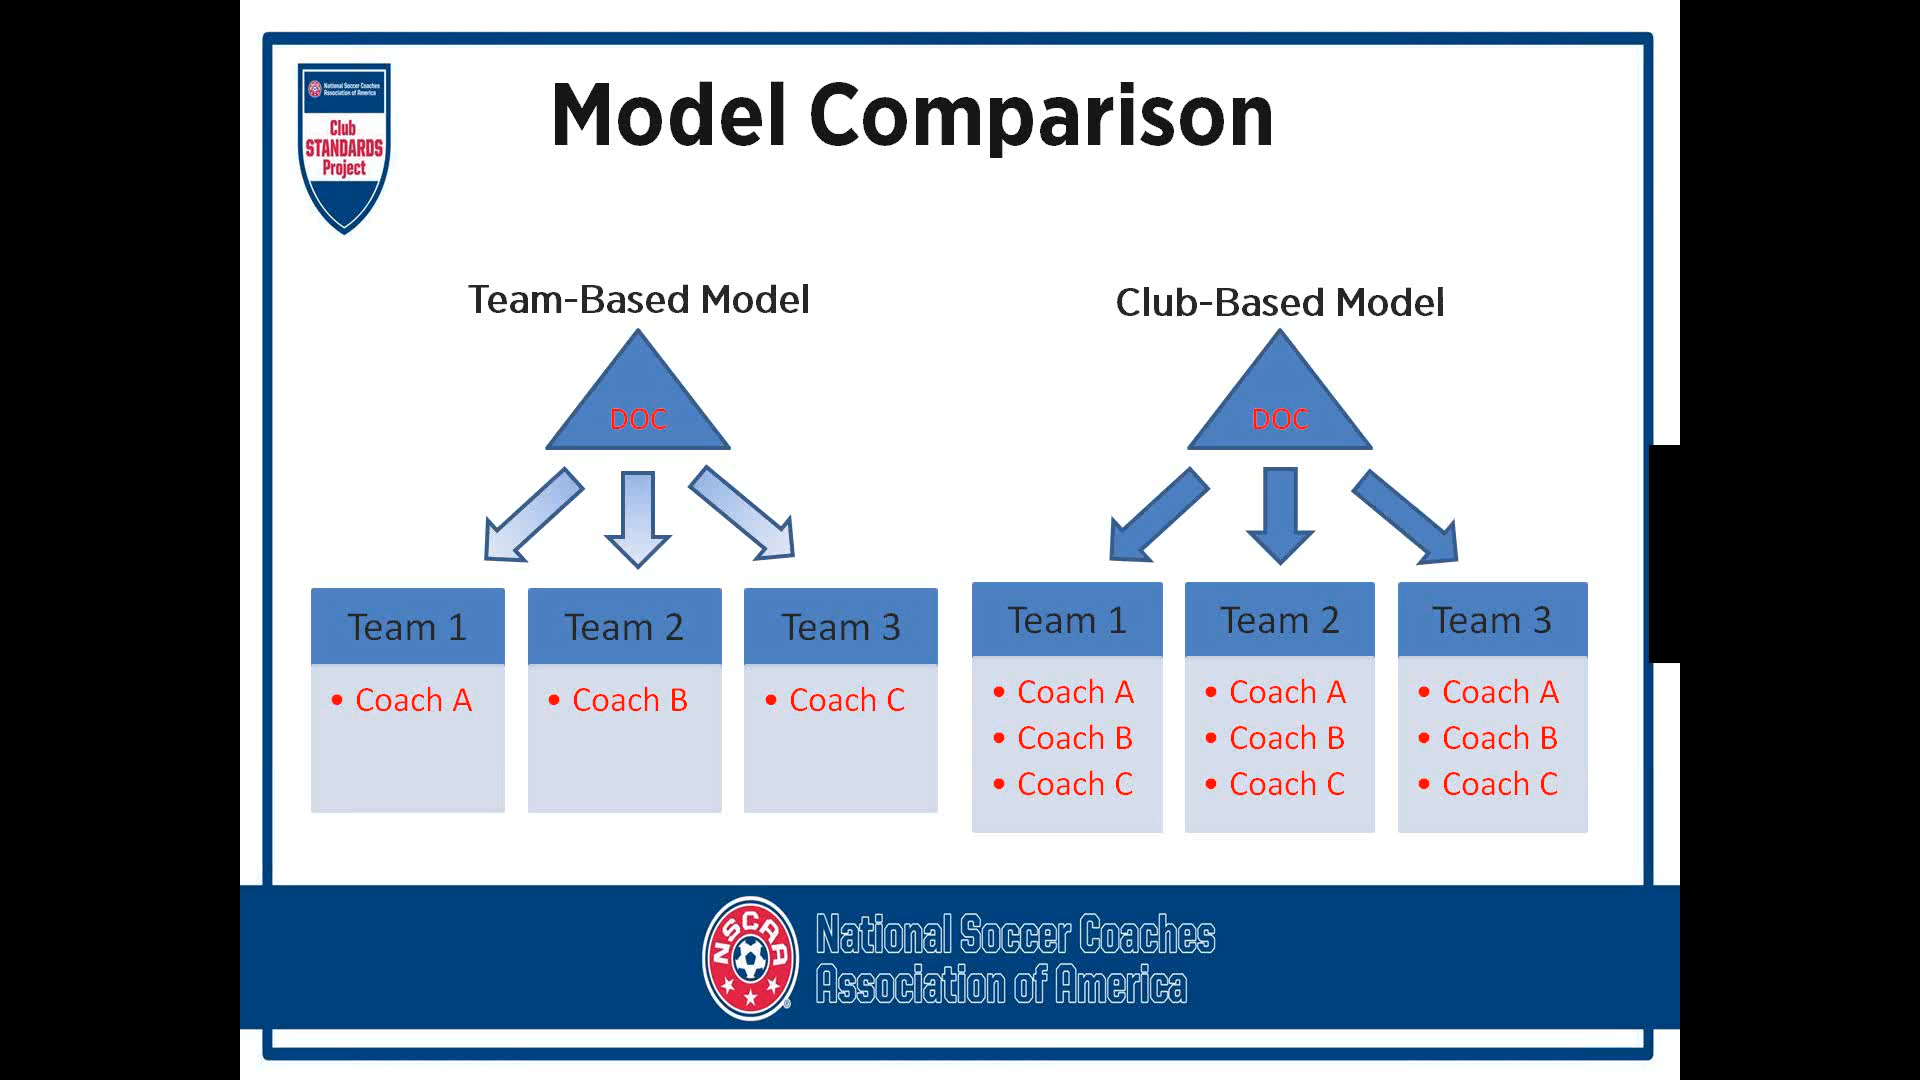 National Soccer Coaches
Association of America
Club
STANDARDS
Project
Model Comparison
Team-Based Model
DOC
Team 1
• Coach A
Team 2
• Coach B
Team 3
• Coach C
Club-Based Model
DOC
Team 1
• Coach A
• Coach B
• Coach C
Team 2
• Coach A
• Coach B
• Coach C
Team 3
• Coach A
• Coach B
• Coach C
NSCAA
®
National Soccer Coaches
Association of America